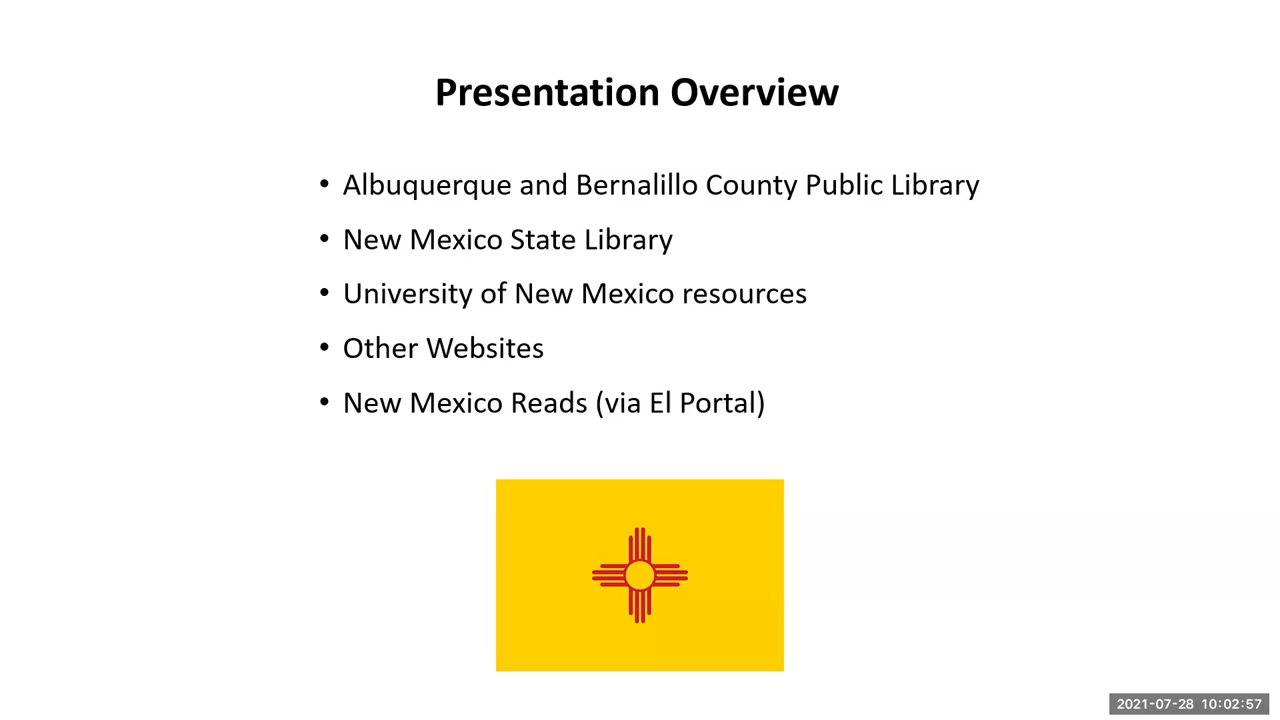 Presentation Overview
• Albuquerque and Bernalillo County Public Library
• New Mexico State Library
• University of New Mexico resources
• Other Websites
• New Mexico Reads (via El Portal)
2021-07-28 10:02:57